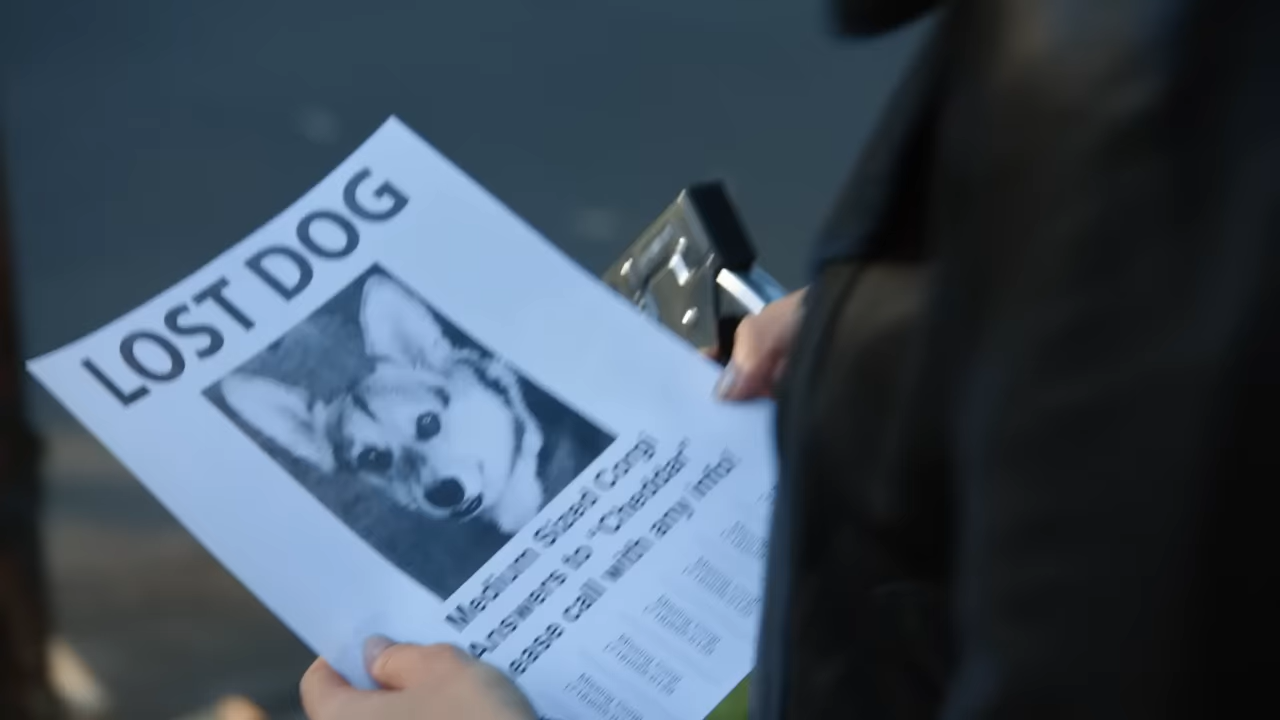 LOST DOG
Medium Sized Corgi
Answers to "Cheddar"
ease call with any info!